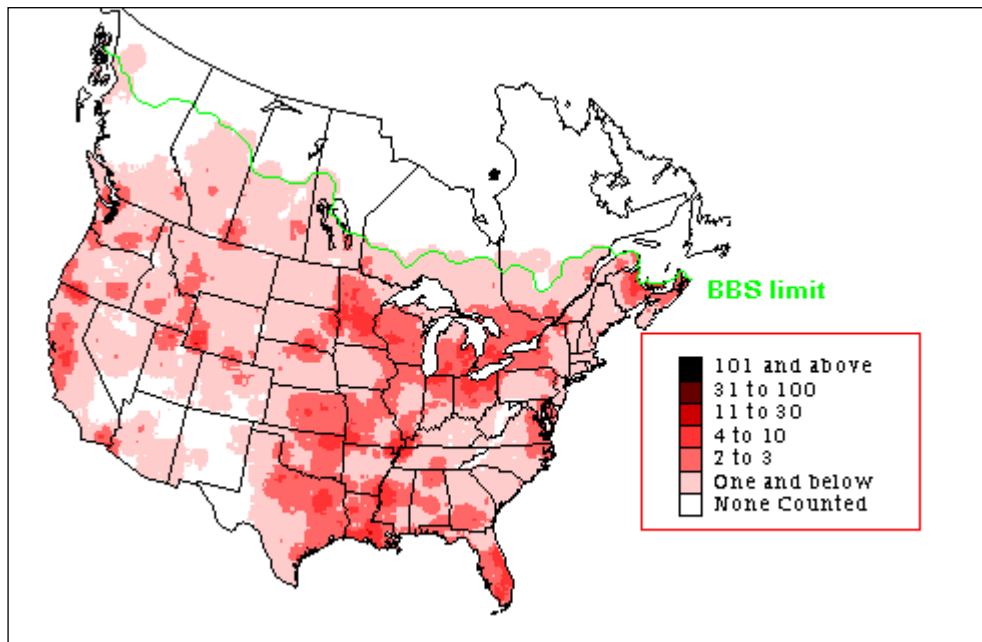 BBS limit
101 and above
31 to 100
11 to 30
4 to 10
2 to 3
One and below
None Counted